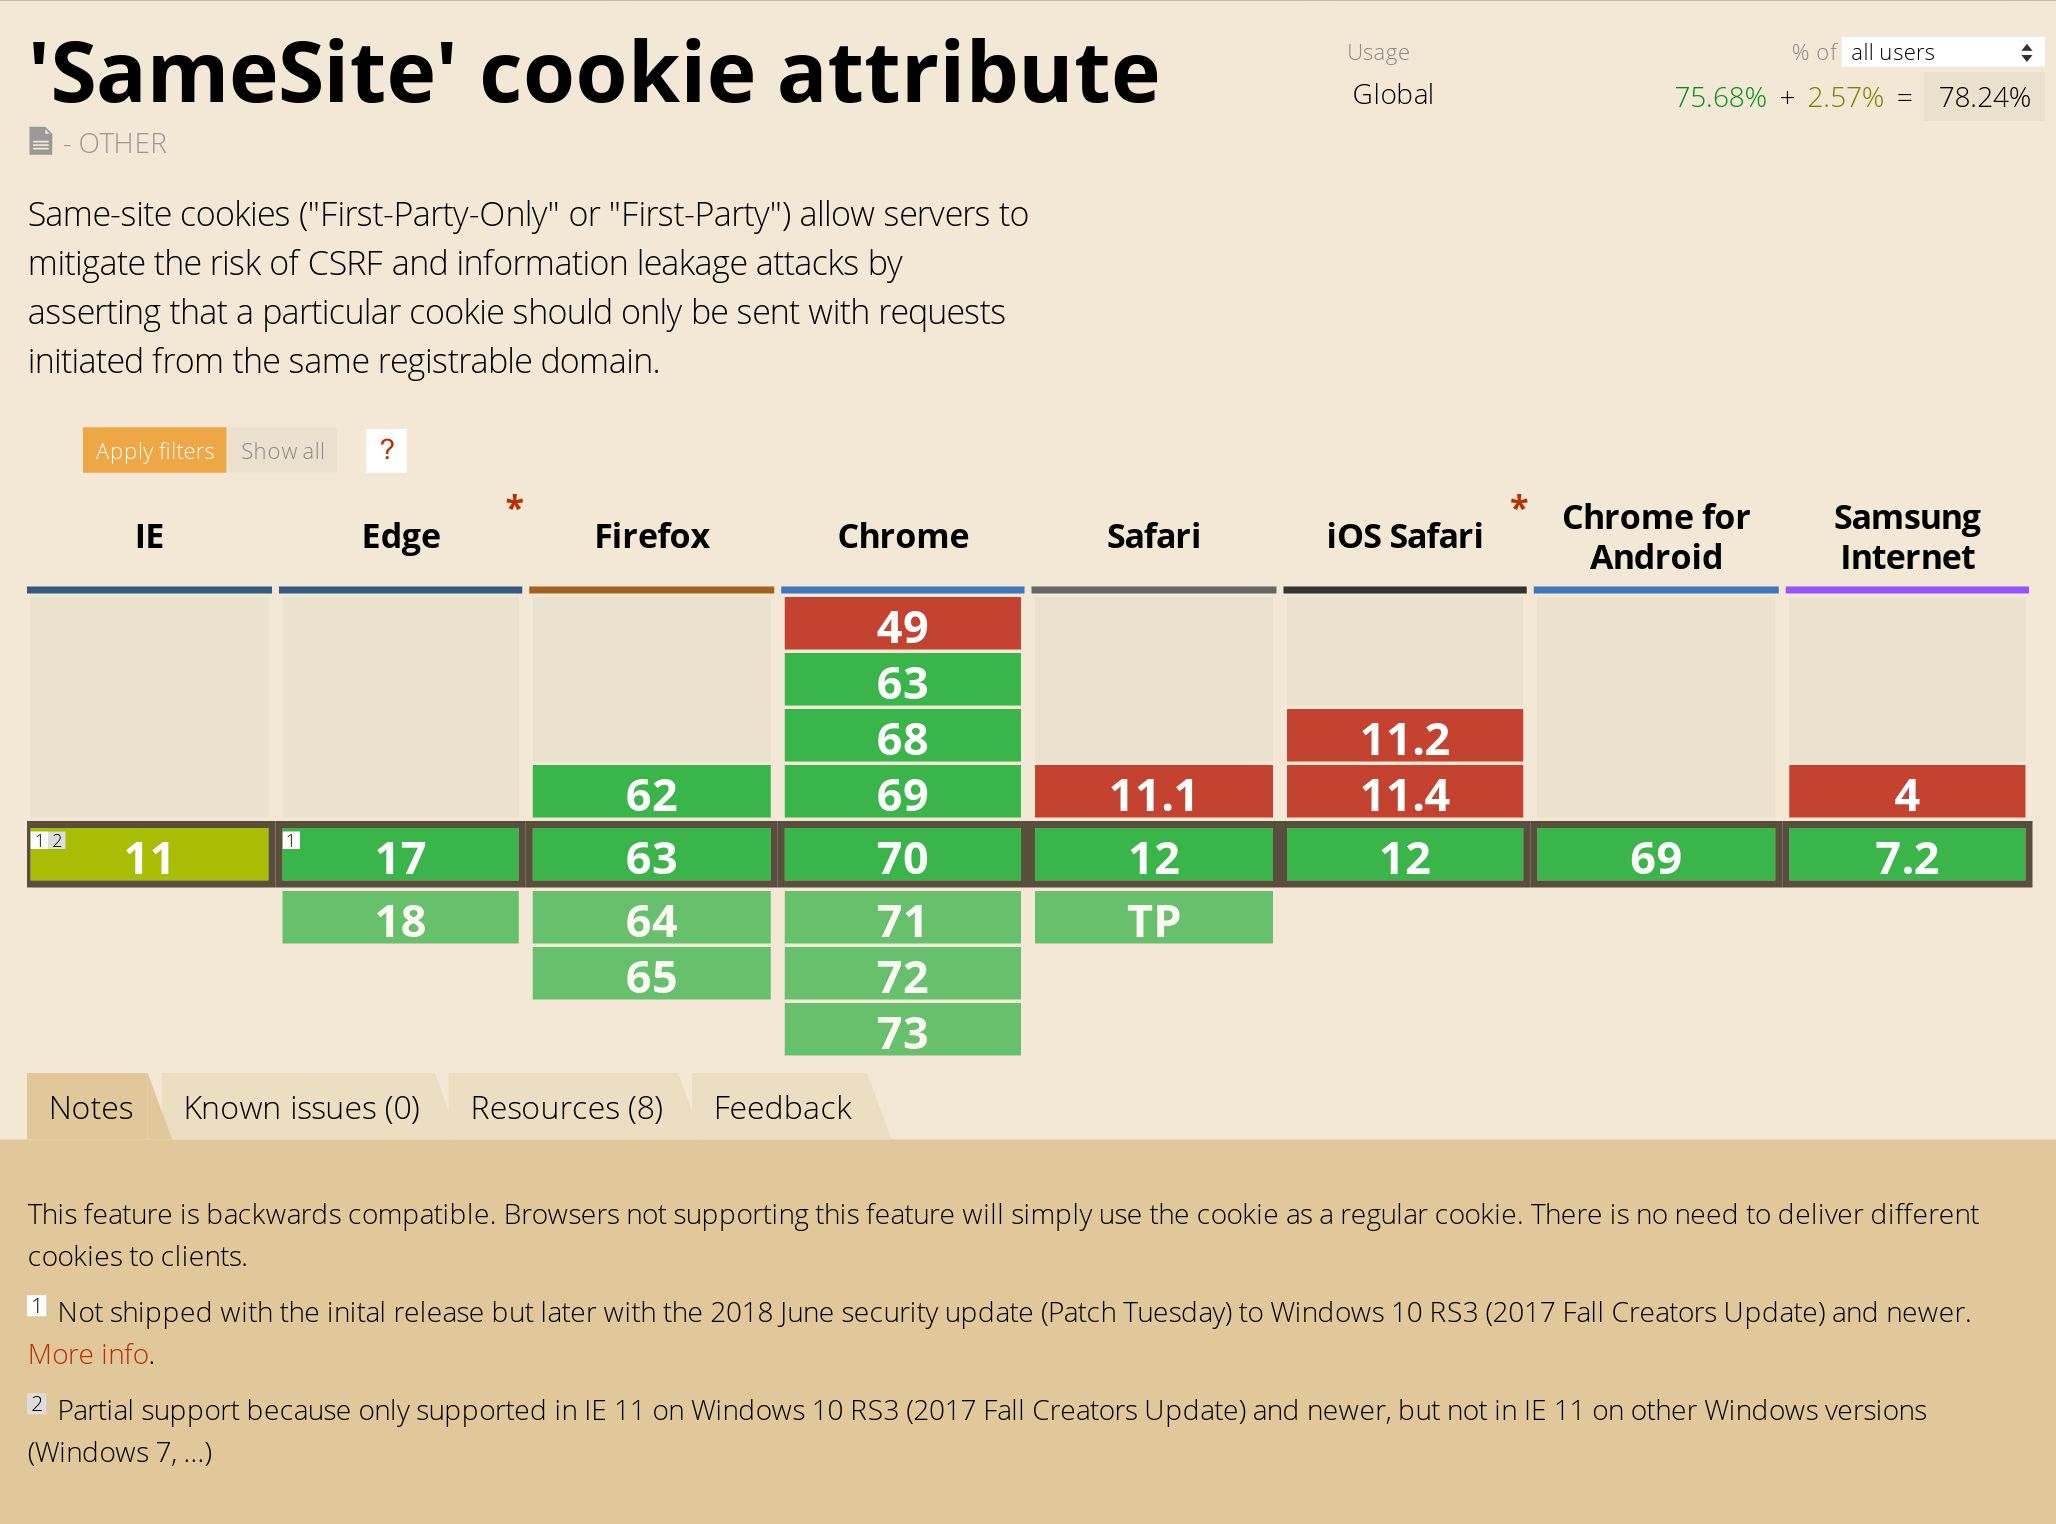 'SameSite' cookie attribute
Usage
% of all users
Global
75.68% + 2.57% = 78.24%
- OTHER
Same-site cookies ("First-Party-Only" or "First-Party") allow servers to
mitigate the risk of CSRF and information leakage attacks by
asserting that a particular cookie should only be sent with requests
initiated from the same registrable domain.
Apply filters Show all ?
IE Edge * Firefox Chrome Safari iOS Safari * Chrome for Android Samsung Internet
49
63
68 11.2
62 69 11.1 11.4 4
1 2 11 1 17 63 70 12 12 69 7.2
18 64 71 TP
65 72
73
Notes Known issues (0) Resources (8) Feedback
This feature is backwards compatible. Browsers not supporting this feature will simply use the cookie as a regular cookie. There is no need to deliver different
cookies to clients.
1 Not shipped with the inital release but later with the 2018 June security update (Patch Tuesday) to Windows 10 RS3 (2017 Fall Creators Update) and newer.
More info.
2 Partial support because only supported in IE 11 on Windows 10 RS3 (2017 Fall Creators Update) and newer, but not in IE 11 on other Windows versions
(Windows 7, ...)